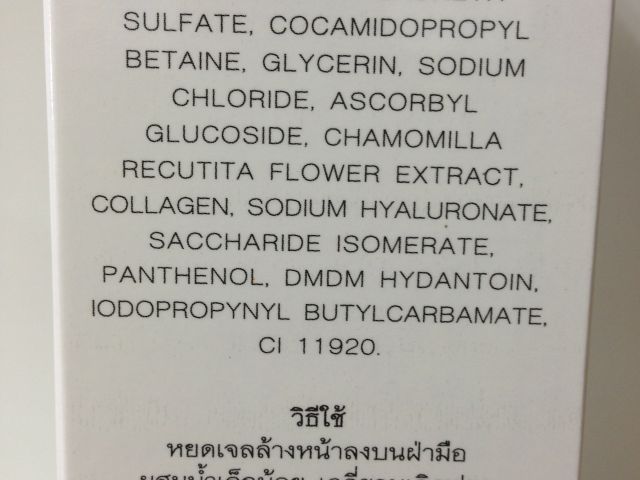 SULFATE, COCAMIDOPROPYL
BETAINE, GLYCERIN, SODIUM
CHLORIDE, ASCORBYL
GLUCOSIDE, CHAMOMILLA
RECUTITA FLOWER EXTRACT,
COLLAGEN, SODIUM HYALURONATE,
SACCHARIDE ISOMERATE,
PANTHENOL, DMDM HYDANTOIN,
IODOPROPYNYL BUTYLCARBAMATE,
CI 11920.
วิธีใช้
หยดเจลล้างหน้าลงบนฝ่ามือ